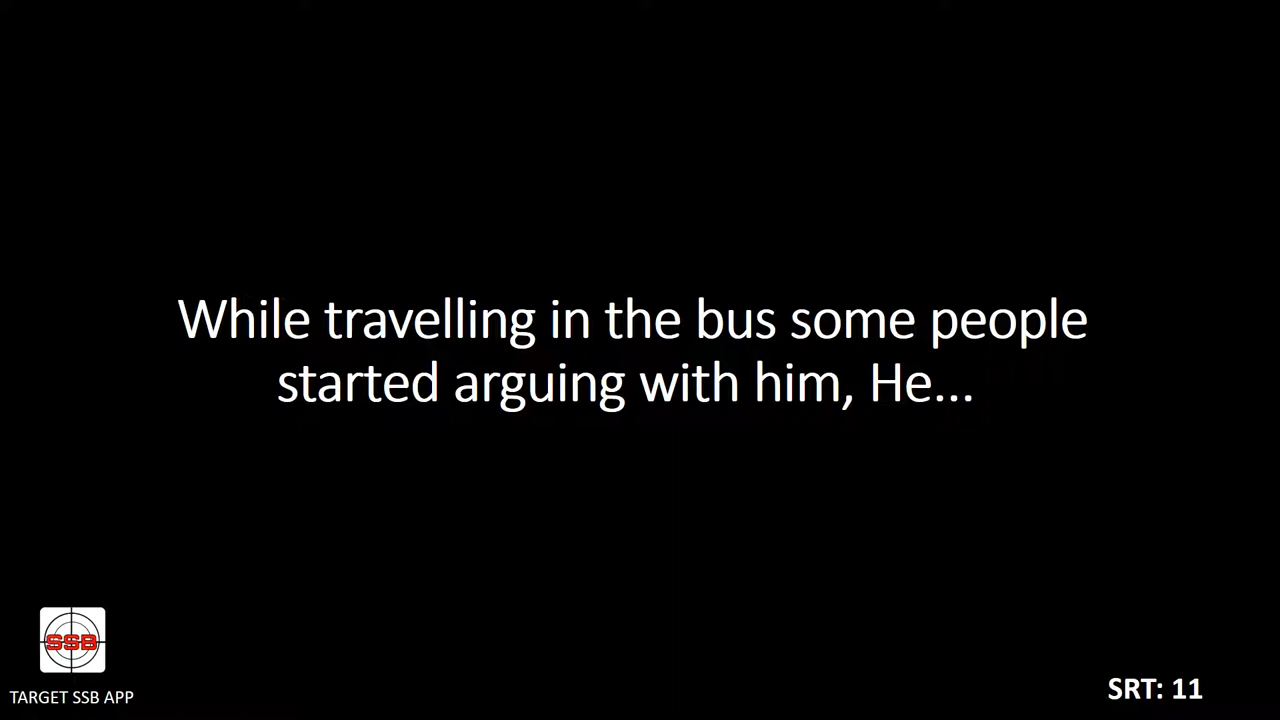 While travelling in the bus some people
started arguing with him, He...
SSB
TARGET SSB APP
SRT: 11